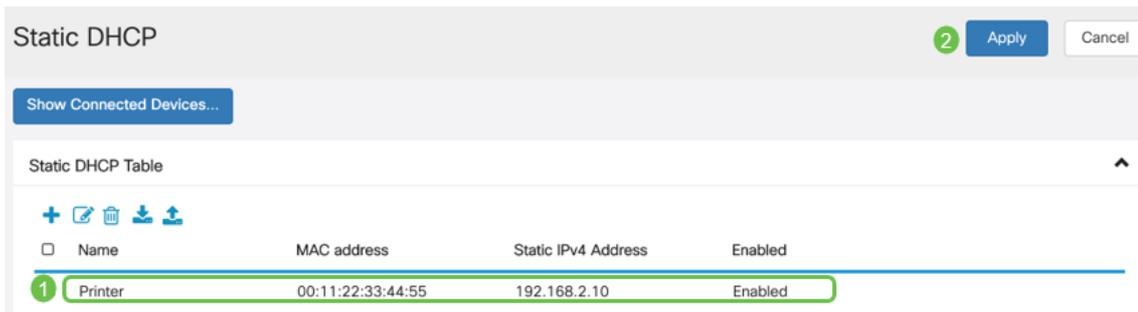 Static DHCP
2 Apply Cancel
Show Connected Devices...
Static DHCP Table
Name MAC address Static IPv4 Address Enabled
1 Printer 00:11:22:33:44:55 192.168.2.10 Enabled